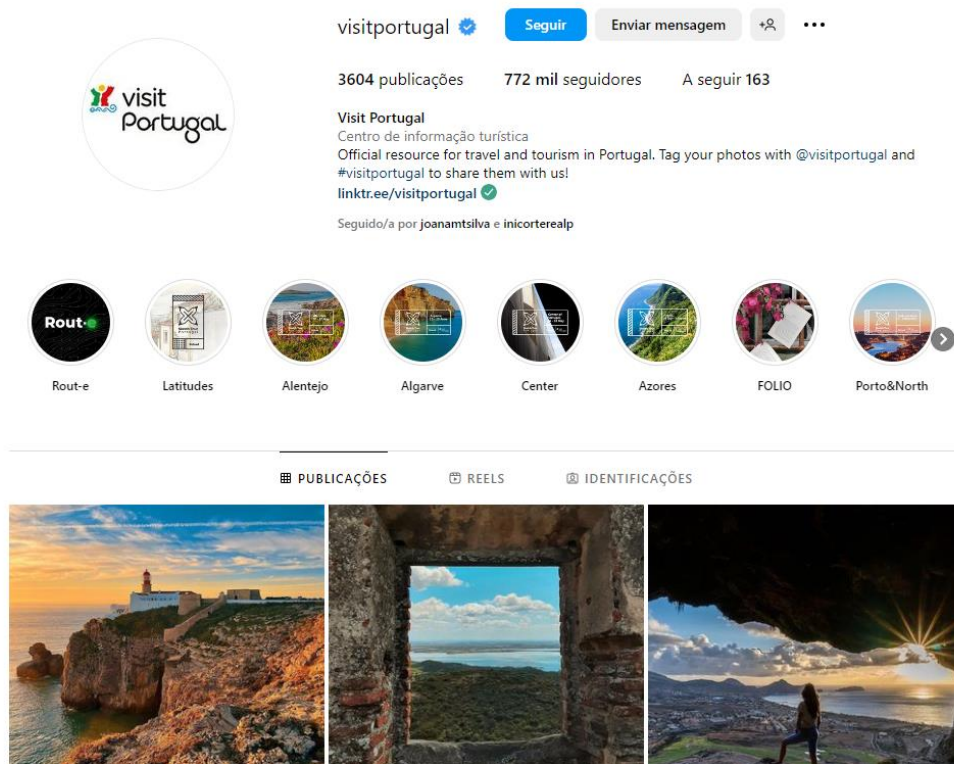 visitportugal
Seguir
Enviar mensagem
3604 publicações
772 mil seguidores
A seguir 163
visit
Portugal
Visit Portugal
Centro de informação turística
Official resource for travel and tourism in Portugal. Tag your photos with @visitportugal and
#visitportugal to share them with us!
linktr.ee/visitportugal
Seguido/a por joanamtsilva e inicorterealp
Rout-e
Rout-e
Latitudes
Alentejo
Algarve
Center
Azores
FOLIO
Porto&North
PUBLICAÇÕES
REELS
IDENTIFICAÇÕES